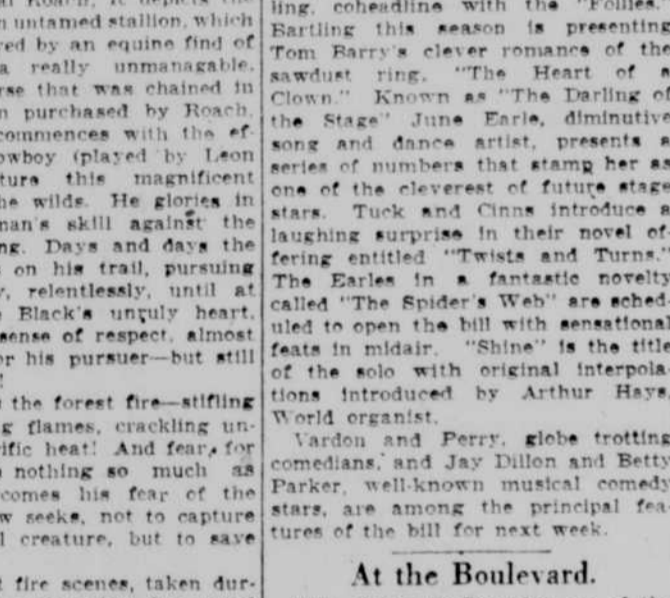 untamed stallion, which
ed by an equine find of
a really unmanagable,
rse that was chained in
n purchased by Roach,
commences with the ef-
owboy (played by Leon
ture this magnificent
he wilds. He glories in
man's skill against the
ng. Days and days the
on his trail, pursuing
y, relentlessly, until at
Black's unruly heart,
sense of respect, almost
or his pursuer—but still
!
the forest fire—stifling
g flames, crackling un-
rific heat! And fear, for
nothing so much as
comes his fear of the
w seeks, not to capture
l creature, but to save
fire scenes, taken dur-
ling, coheadline with the "Follies."
Bartling this season is presenting
Tom Barry's clever romance of the
sawdust ring, "The Heart of a
Clown." Known as "The Darling of
the Stage" June Earle, diminutive
song and dance artist, presents a
series of numbers that stamp her as
one of the cleverest of future stage
stars. Tuck and Cinns introduce a
laughing surprise in their novel of-
fering entitled "Twists and Turns."
The Earles in a fantastic novelty
called "The Spider's Web" are sched
uled to open the bill with sensational
feats in midair. "Shine" is the title
of the solo with original interpola
tions introduced by Arthur Hays,
World organist.
Vardon and Perry, globe trotting
comedians, and Jay Dillon and Betty
Parker, well-known musical comedy
stars, are among the principal fea
tures of the bill for next week.
At the Boulevard.